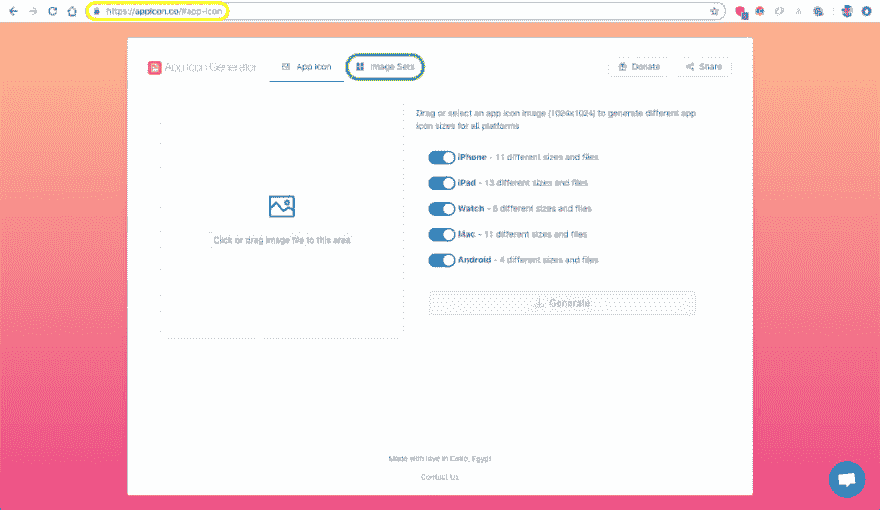 https://appicon.co/#app-icon
App Icon Generator
App Icon
Image Sets
Donate
Share
Drag or select an app icon image (1024x1024) to generate different app
icon sizes for all platforms
iPhone - 11 different sizes and files
iPad - 13 different sizes and files
Watch - 8 different sizes and files
Mac - 11 different sizes and files
Android - 4 different sizes and files
Click or drag image file to this area
Generate
Made with love in Cairo, Egypt
Contact Us